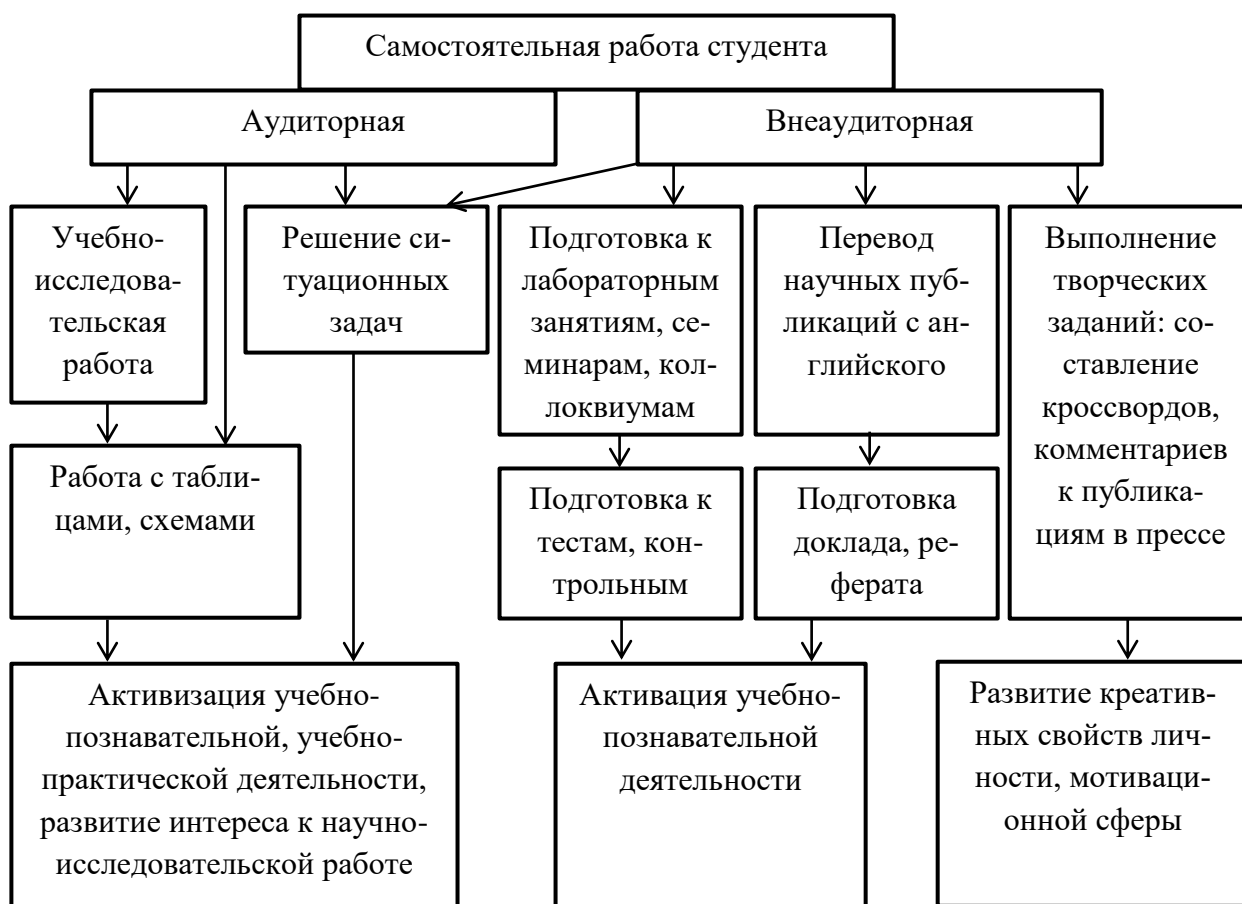 Самостоятельная работа студента
Аудиторная
Внеаудиторная
Учебно-
исследова-
тельская
работа
Решение си-
туационных
задач
Подготовка к
лабораторным
занятиям, се-
минарам, кол-
локвиумам
Перевод
научных пуб-
ликаций с ан-
глийского
Выполнение
творческих
заданий: со-
ставление
кроссвордов,
комментариев
к публика-
циям в прессе
Работа с табли-
цами, схемами
Подготовка к
тестам, кон-
трольным
Подготовка
доклада, ре-
ферата
Активизация учебно-
познавательной, учебно-
практической деятельности,
развитие интереса к научно-
исследовательской работе
Активация учебно-
познавательной
деятельности
Развитие креатив-
ных свойств лич-
ности, мотиваци-
онной сферы